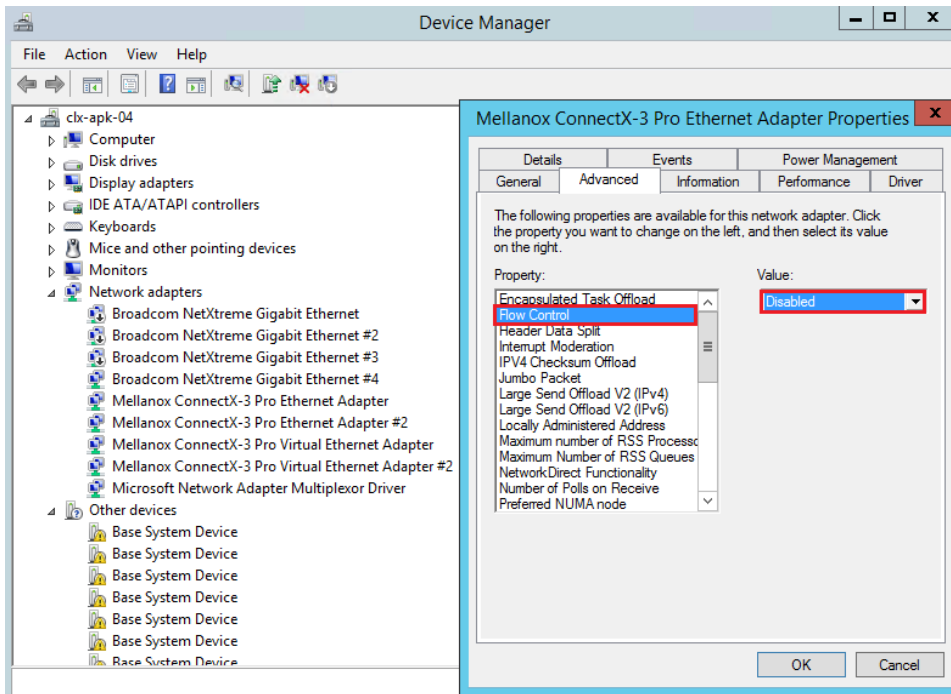 Device Manager
File Action View Help
clx-apk-04
Computer
Disk drives
Display adapters
IDE ATA/ATAPI controllers
Keyboards
Mice and other pointing devices
Monitors
Network adapters
Broadcom NetXtreme Gigabit Ethernet
Broadcom NetXtreme Gigabit Ethernet #2
Broadcom NetXtreme Gigabit Ethernet #3
Broadcom NetXtreme Gigabit Ethernet #4
Mellanox ConnectX-3 Pro Ethernet Adapter
Mellanox ConnectX-3 Pro Ethernet Adapter #2
Mellanox ConnectX-3 Pro Virtual Ethernet Adapter
Mellanox ConnectX-3 Pro Virtual Ethernet Adapter #2
Microsoft Network Adapter Multiplexor Driver
Other devices
Base System Device
Base System Device
Base System Device
Base System Device
Base System Device
Base System Device
Base System Device
Mellanox ConnectX-3 Pro Ethernet Adapter Properties
Details Events Power Management
General Advanced Information Performance Driver
The following properties are available for this network adapter. Click
the property you want to change on the left, and then select its value
on the right.
Property:
Encapsulated Task Offload
Flow Control
Header Data Split
Interrupt Moderation
IPV4 Checksum Offload
Jumbo Packet
Large Send Offload V2 (IPv4)
Large Send Offload V2 (IPv6)
Locally Administered Address
Maximum number of RSS Processo
Maximum Number of RSS Queues
NetworkDirect Functionality
Number of Polls on Receive
Preferred NUMA node
Value:
Disabled
OK Cancel